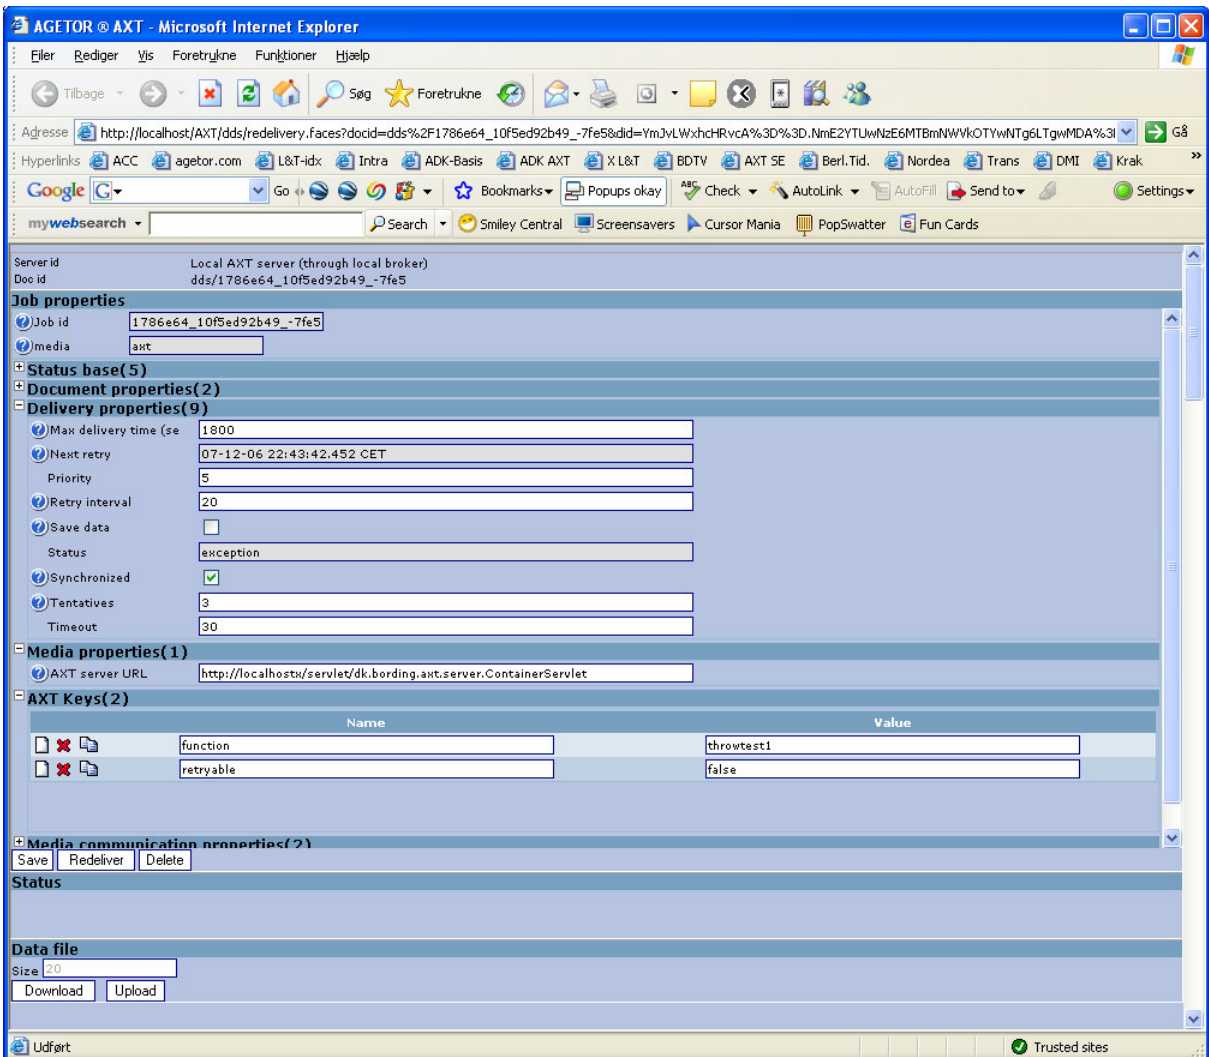 AGETOR ® AXT - Microsoft Internet Explorer
Filer Rediger Vis Foretrukne Funktioner Hjælp
Tilbage Søg Foretrukne
Adresse http://localhost/AXT/dds/redelivery.faces?docid=dds%2F1786e64_10f5ed92b49_-7fe5&did=YmJvLWxhcHRvcA%3D%3D.NmE2YTUwNzE6MTBmNWVkOTYwNTg6LTgwMDA%3I Gå
Hyperlinks ACC agetor.com L&T-idx Intra ADK-Basis ADK AXT X L&T BDTV AXT SE Berl.Tid. Nordea Trans DMI Krak »
Google G Go Bookmarks Popups okay ABC Check AutoLink AutoFill Send to Settings
mywebsearch Search Smiley Central Screensavers Cursor Mania PopSwatter Fun Cards
Server id Local AXT server (through local broker)
Doc id dds/1786e64_10f5ed92b49_-7fe5
Job properties
Job id 1786e64_10f5ed92b49_-7fe5
media axt
Status base(5)
Document properties(2)
Delivery properties(9)
Max delivery time (se 1800
Next retry 07-12-06 22:43:42.452 CET
Priority 5
Retry interval 20
Save data
Status exception
Synchronized
Tentatives 3
Timeout 30
Media properties(1)
AXT server URL http://localhostx/servlet/dk.bording.axt.server.ContainerServlet
AXT Keys(2)
Name Value
function throwtest1
retryable false
Media communication properties(2)
Save Redeliver Delete
Status
Data file
Size 20
Download Upload
Udført Trusted sites